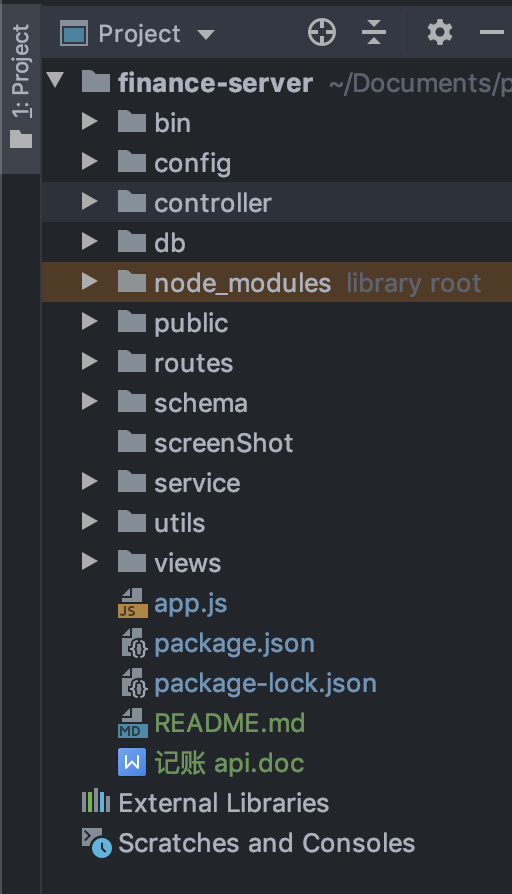 1: Project
Project
finance-server ~/Documents/p
bin
config
controller
db
node_modules library root
public
routes
schema
screenShot
service
utils
views
JS app.js
package.json
package-lock.json
MD README.md
W 记账 api.doc
External Libraries
Scratches and Consoles